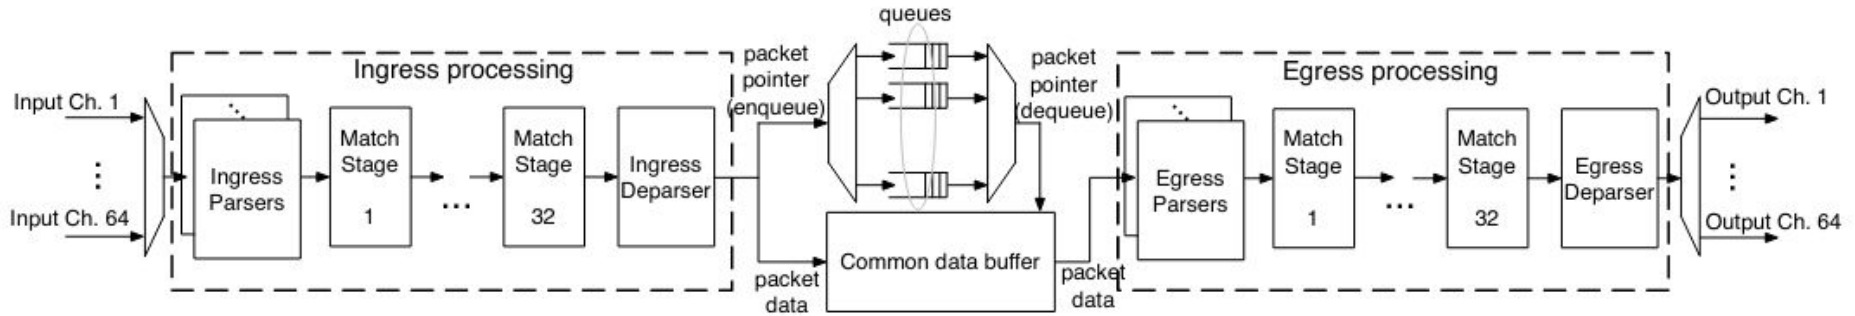 queues
Ingress processing
Input Ch. 1
...
Input Ch. 64
Ingress
Parsers
Match
Stage
1
...
Match
Stage
32
Ingress
Deparser
packet
pointer
(enqueue)
packet
data
packet
pointer
(dequeue)
Common data buffer
packet
data
Egress processing
Egress
Parsers
Match
Stage
1
...
Match
Stage
32
Egress
Deparser
Output Ch. 1
...
Output Ch. 64